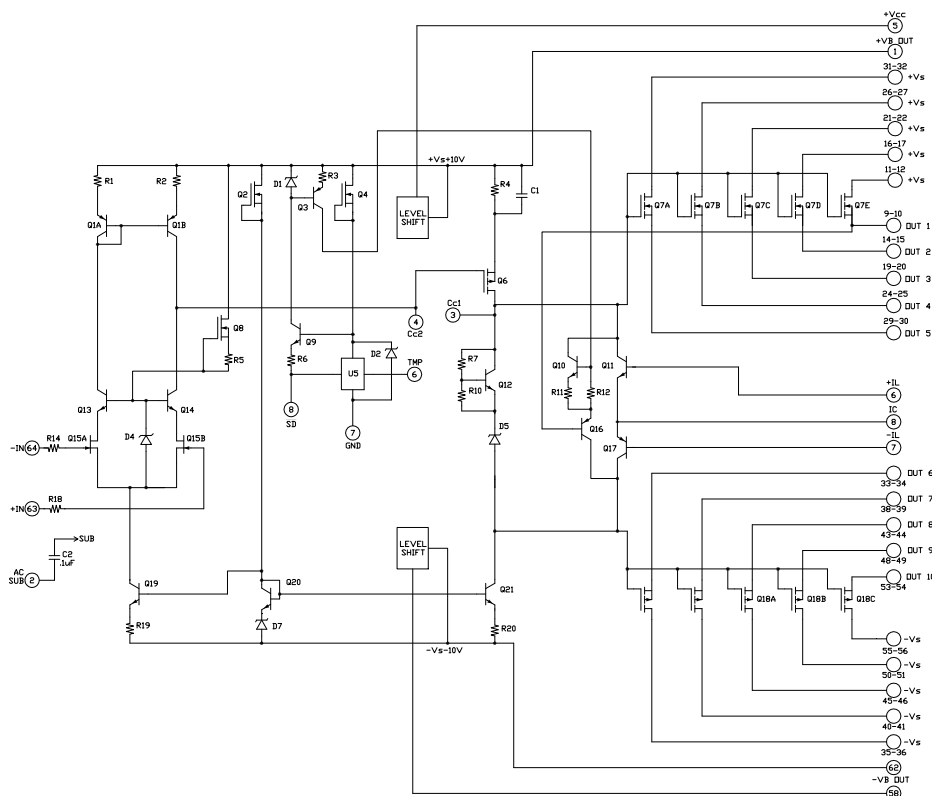 +Vcc
5
+VB OUT
1
31-32
+Vs
26-27
+Vs
21-22
+Vs
16-17
+Vs
11-12
+Vs
+Vs+10V
R1
R2
Q2
D1
R3
Q3
Q4
LEVEL
SHIFT
R4
C1
Q7A
Q7B
Q7C
Q7D
Q7E
9-10
OUT 1
14-15
OUT 2
19-20
OUT 3
24-25
OUT 4
29-30
OUT 5
Q1A
Q1B
Q6
Cc1
3
4
Cc2
Q8
R5
Q9
R6
D2
U5
TMP
6
8
SD
7
GND
R7
R10
Q12
D5
Q10
Q11
R11
R12
Q16
Q17
+IL
6
IC
8
-IL
7
Q13
Q14
Q15A
Q15B
D4
-IN
64
R14
+IN
63
R18
OUT 6
33-34
OUT 7
38-39
OUT 8
43-44
OUT 9
48-49
OUT 10
53-54
SUB
C2
.1uF
AC
SUB
2
LEVEL
SHIFT
Q19
Q20
Q21
R19
D7
R20
-Vs-10V
Q18A
Q18B
Q18C
-Vs
55-56
-Vs
50-51
-Vs
45-46
-Vs
40-41
-Vs
35-36
62
-VB OUT
58